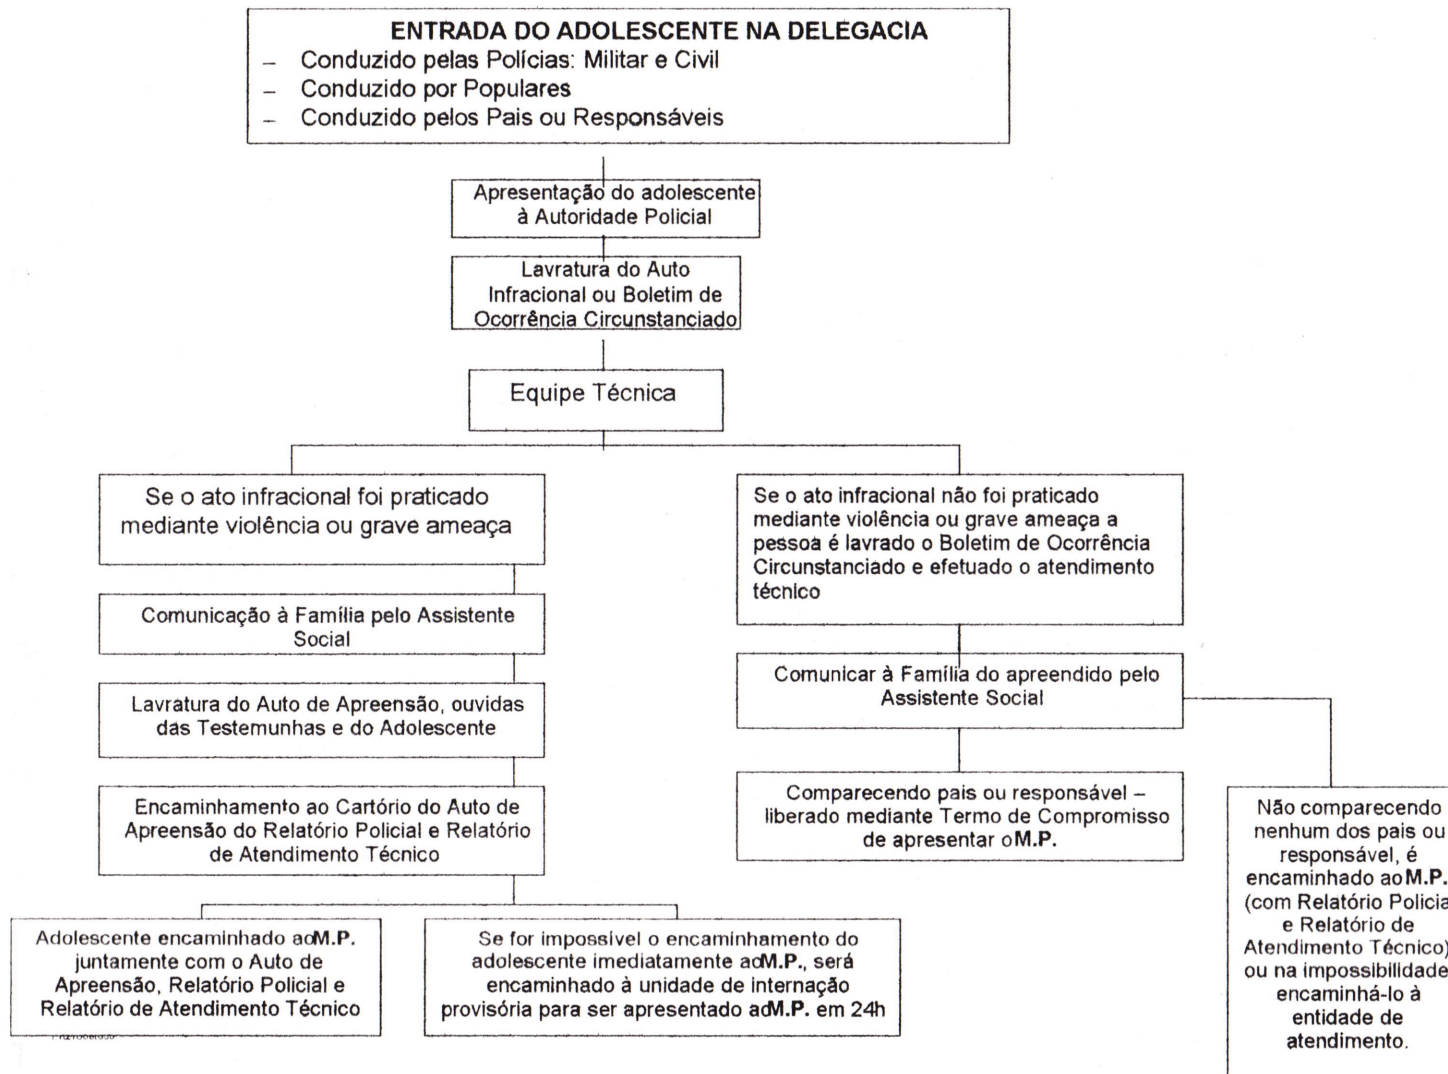 ENTRADA DO ADOLESCENTE NA DELEGACIA
– Conduzido pelas Polícias: Militar e Civil
– Conduzido por Populares
– Conduzido pelos Pais ou Responsáveis
Apresentação do adolescente
à Autoridade Policial
Lavratura do Auto
Infracional ou Boletim de
Ocorrência Circunstanciado
Equipe Técnica
Se o ato infracional foi praticado
mediante violência ou grave ameaça
Comunicação à Família pelo Assistente
Social
Lavratura do Auto de Apreensão, ouvidas
das Testemunhas e do Adolescente
Encaminhamento ao Cartório do Auto de
Apreensão do Relatório Policial e Relatório
de Atendimento Técnico
Adolescente encaminhado ao M.P.
juntamente com o Auto de
Apreensão, Relatório Policial e
Relatório de Atendimento Técnico
Se for impossível o encaminhamento do
adolescente imediatamente ao M.P., será
encaminhado à unidade de internação
provisória para ser apresentado ao M.P. em 24h
Se o ato infracional não foi praticado
mediante violência ou grave ameaça a
pessoa é lavrado o Boletim de Ocorrência
Circunstanciado e efetuado o atendimento
técnico
Comunicar à Família do apreendido pelo
Assistente Social
Comparecendo pais ou responsável –
liberado mediante Termo de Compromisso
de apresentar o M.P.
Não comparecendo
nenhum dos pais ou
responsável, é
encaminhado ao M.P.
(com Relatório Policia
e Relatório de
Atendimento Técnico)
ou na impossibilidade
encaminhá-lo à
entidade de
atendimento.